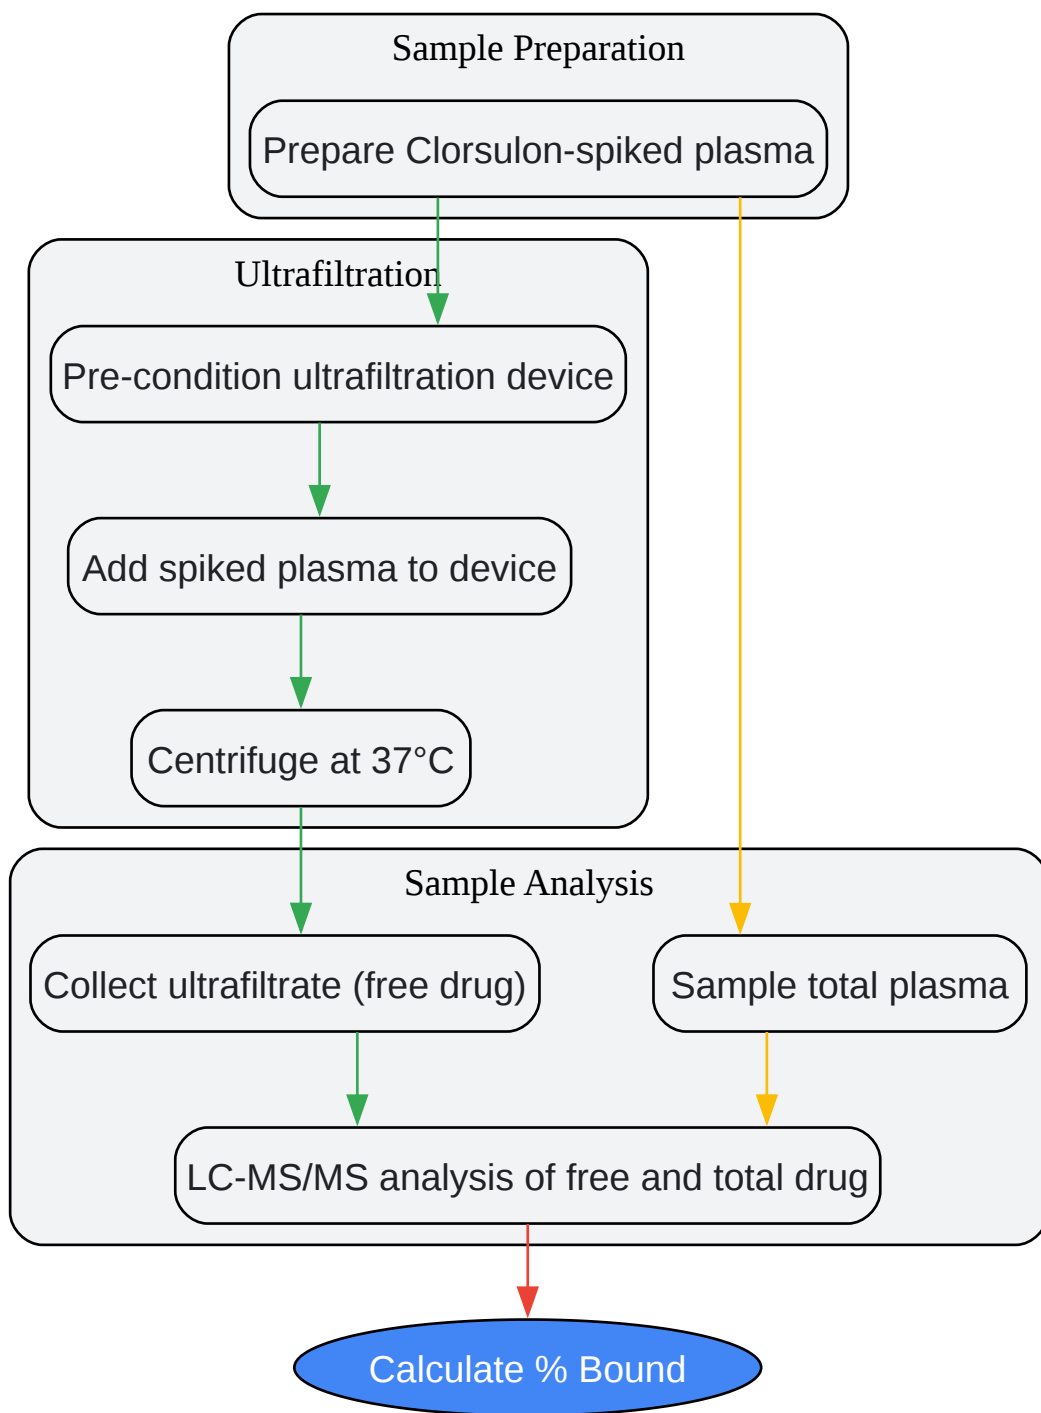 Sample Preparation
Prepare Clorsulon-spiked plasma
Ultrafiltration
Pre-condition ultrafiltration device
Add spiked plasma to device
Centrifuge at 37°C
Sample Analysis
Collect ultrafiltrate (free drug)
Sample total plasma
LC-MS/MS analysis of free and total drug
Calculate % Bound